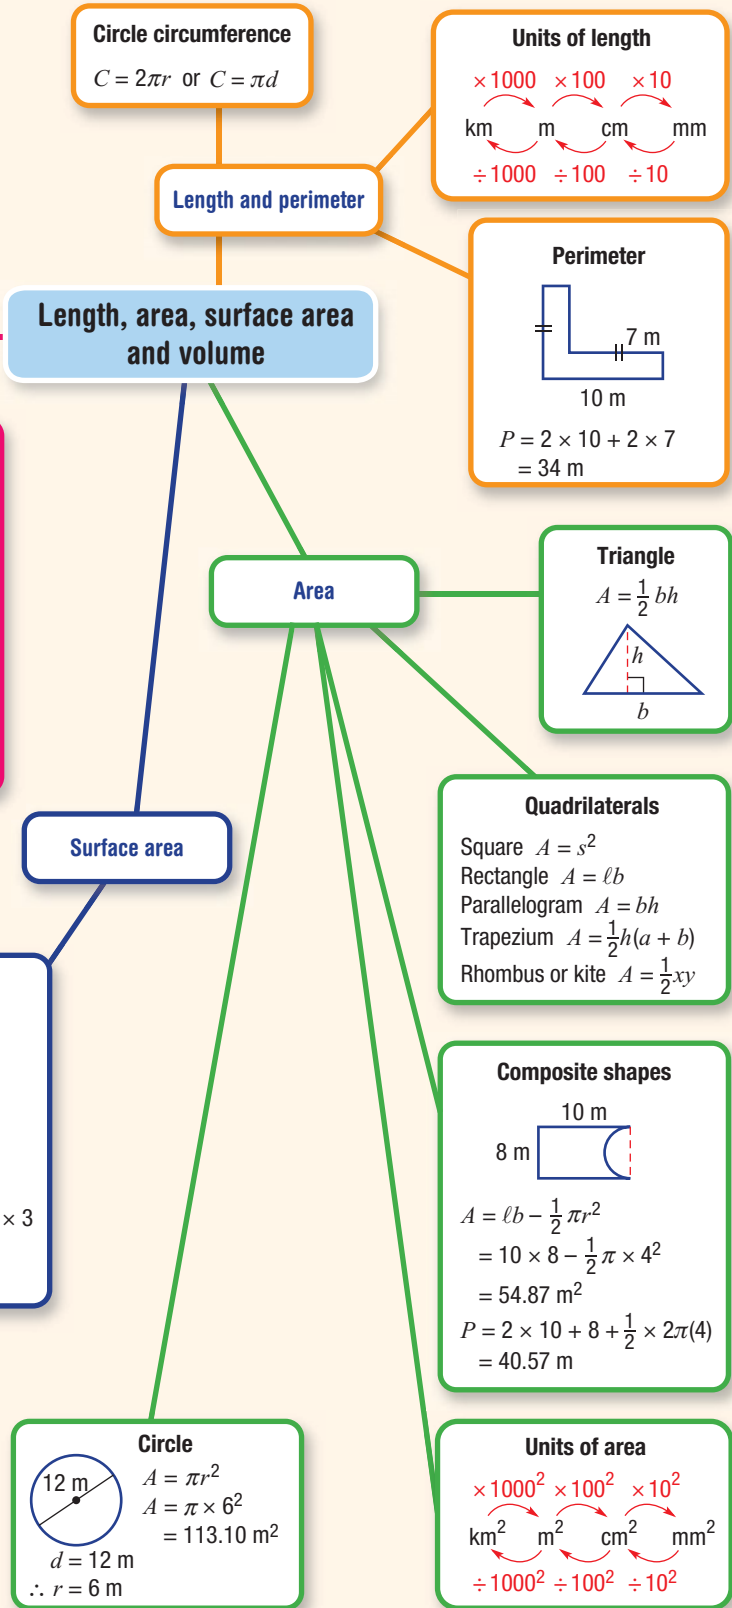 Circle circumference
C = 2πr or C = πd
Units of length
×1000 ×100 ×10
km m cm mm
÷1000 ÷100 ÷10
Length and perimeter
Perimeter
7 m
10 m
P = 2 × 10 + 2 × 7
= 34 m
Length, area, surface area
and volume
Area
Triangle
A = 1/2 bh
h
b
Quadrilaterals
Square A = s²
Rectangle A = ℓb
Parallelogram A = bh
Trapezium A = 1/2 h(a + b)
Rhombus or kite A = 1/2 xy
Surface area
× 3
Composite shapes
10 m
8 m
A = ℓb − 1/2 πr²
= 10 × 8 − 1/2 π × 4²
= 54.87 m²
P = 2 × 10 + 8 + 1/2 × 2π(4)
= 40.57 m
Circle
12 m
A = πr²
A = π × 6²
= 113.10 m²
d = 12 m
∴ r = 6 m
Units of area
×1000² ×100² ×10²
km² m² cm² mm²
÷1000² ÷100² ÷10²